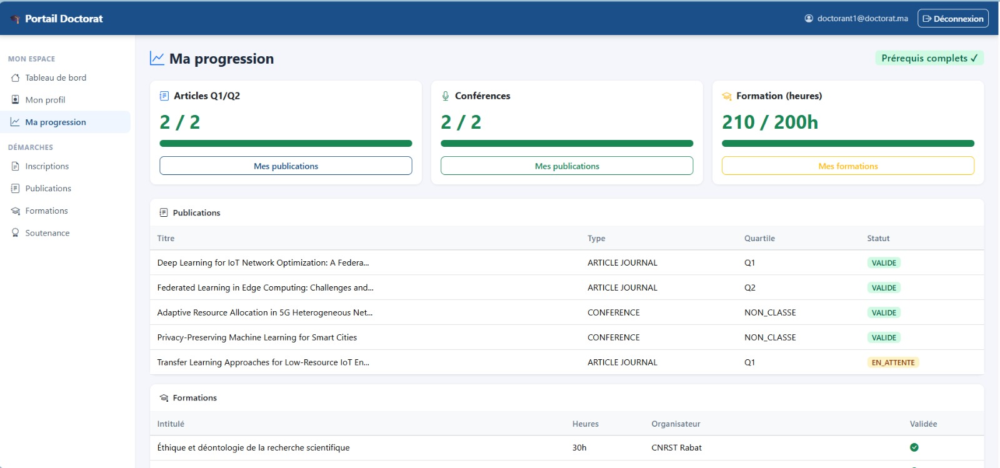 Portail Doctorat
doctorant1@doctorat.ma
Déconnexion
MON ESPACE
Tableau de bord
Mon profil
Ma progression
DÉMARCHES
Inscriptions
Publications
Formations
Soutenance
Ma progression
Prérequis complets ✓
Articles Q1/Q2
2 / 2
Mes publications
Conférences
2 / 2
Mes publications
Formation (heures)
210 / 200h
Mes formations
Publications
Titre Type Quartile Statut
Deep Learning for IoT Network Optimization: A Federa... ARTICLE JOURNAL Q1 VALIDE
Federated Learning in Edge Computing: Challenges and... ARTICLE JOURNAL Q2 VALIDE
Adaptive Resource Allocation in 5G Heterogeneous Net... CONFERENCE NON_CLASSE VALIDE
Privacy-Preserving Machine Learning for Smart Cities CONFERENCE NON_CLASSE VALIDE
Transfer Learning Approaches for Low-Resource IoT En... ARTICLE JOURNAL Q1 EN_ATTENTE
Formations
Intitulé Heures Organisateur Validée
Éthique et déontologie de la recherche scientifique 30h CNRST Rabat